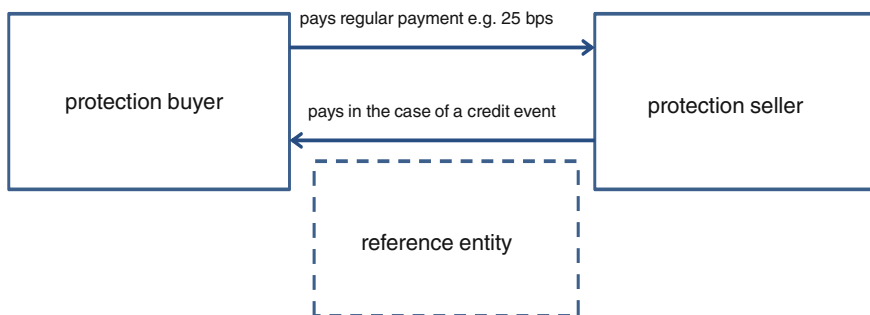 pays regular payment e.g. 25 bps
protection buyer
protection seller
pays in the case of a credit event
reference entity